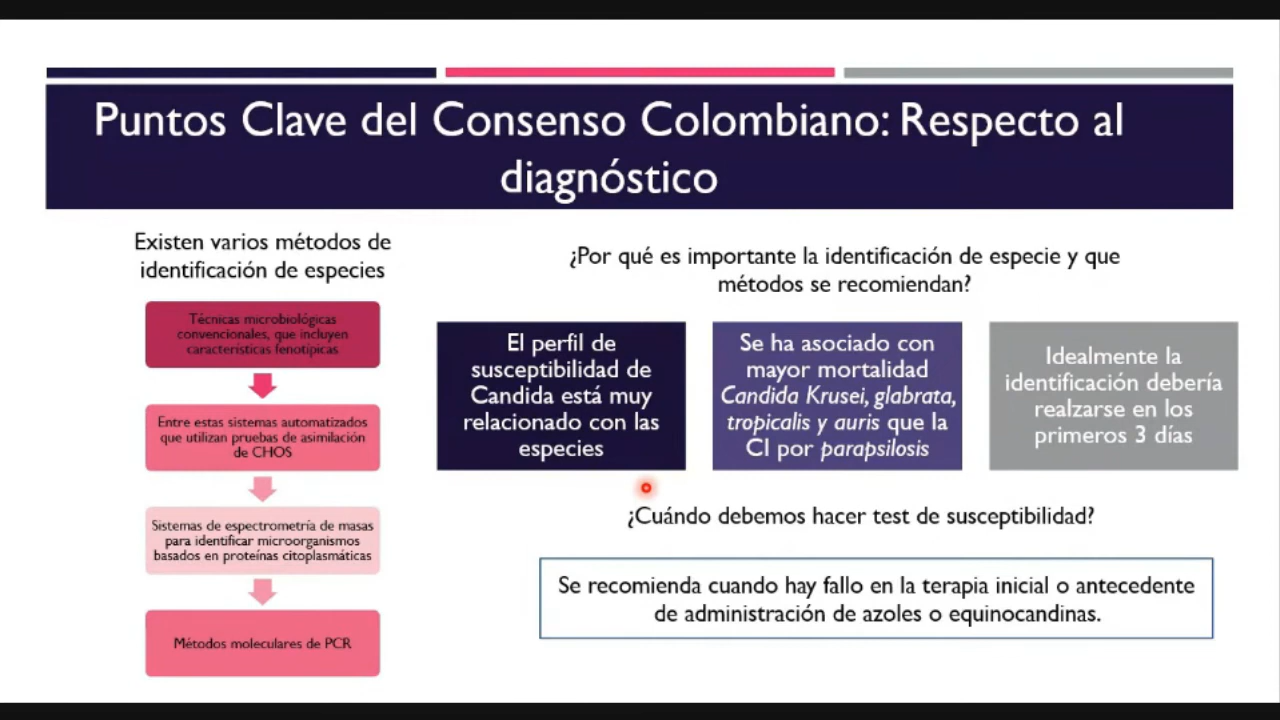 Puntos Clave del Consenso Colombiano: Respecto al
diagnóstico
Existen varios métodos de
identificación de especies
Técnicas microbiológicas
convencionales, que incluyen
características fenotípicas
Entre estas sistemas automatizados
que utilizan pruebas de asimilación
de CHOS
Sistemas de espectrometría de masas
para identificar microorganismos
basados en proteínas citoplasmáticas
Métodos moleculares de PCR
¿Por qué es importante la identificación de especie y que
métodos se recomiendan?
El perfil de
susceptibilidad de
Candida está muy
relacionado con las
especies
Se ha asociado con
mayor mortalidad
Candida Krusei, glabrata,
tropicalis y auris que la
CI por parapsilosis
Idealmente la
identificación debería
realzarse en los
primeros 3 días
¿Cuándo debemos hacer test de susceptibilidad?
Se recomienda cuando hay fallo en la terapia inicial o antecedente
de administración de azoles o equinocandinas.